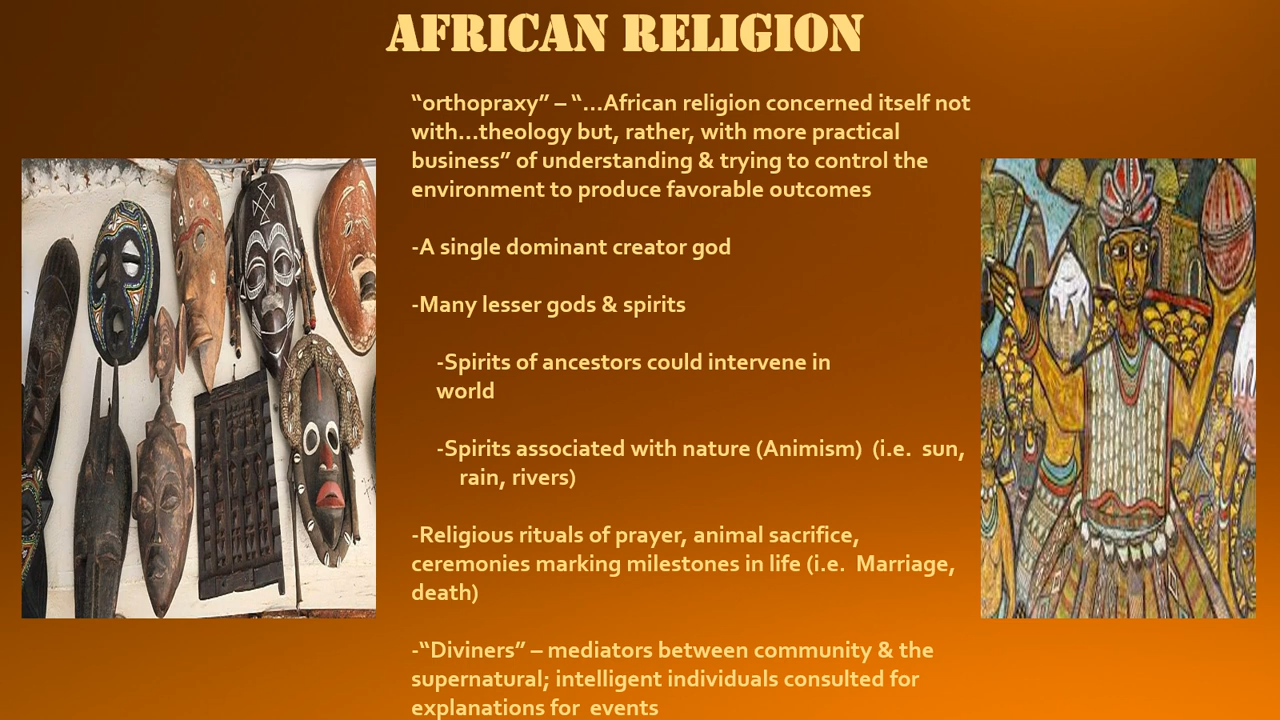 AFRICAN RELIGION
“orthopraxy” – “…African religion concerned itself not
with…theology but, rather, with more practical
business” of understanding & trying to control the
environment to produce favorable outcomes
-A single dominant creator god
-Many lesser gods & spirits
-Spirits of ancestors could intervene in
world
-Spirits associated with nature (Animism)  (i.e.  sun,
rain, rivers)
-Religious rituals of prayer, animal sacrifice,
ceremonies marking milestones in life (i.e.  Marriage,
death)
-“Diviners” – mediators between community & the
supernatural; intelligent individuals consulted for
explanations for  events